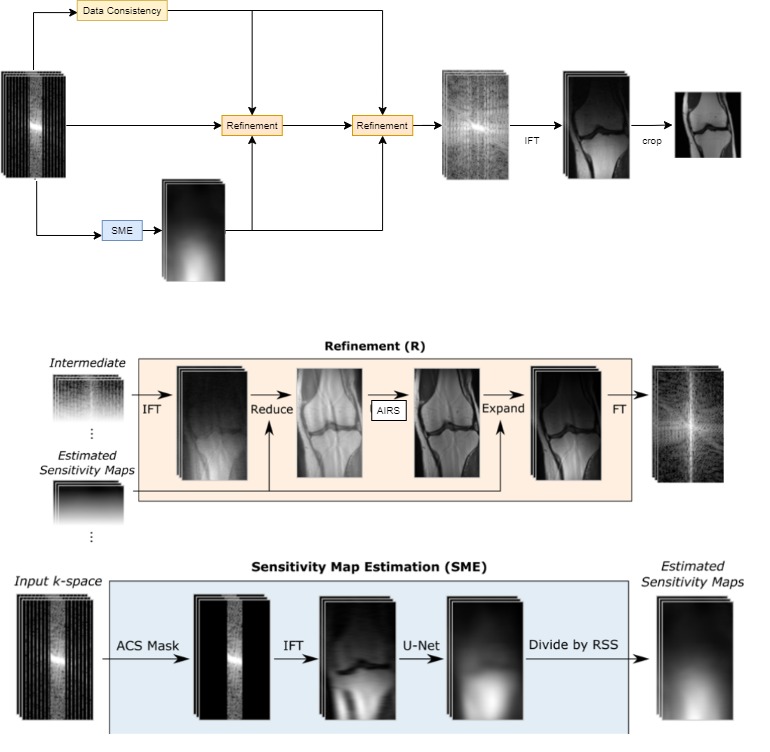 Data Consistency
Refinement
Refinement
IFT
crop
SME
Refinement (R)
Intermediate
IFT
Reduce
AIRS
Expand
FT
⋮
Estimated
Sensitivity Maps
⋮
Sensitivity Map Estimation (SME)
Input k-space
Estimated
Sensitivity Maps
ACS Mask
IFT
U-Net
Divide by RSS